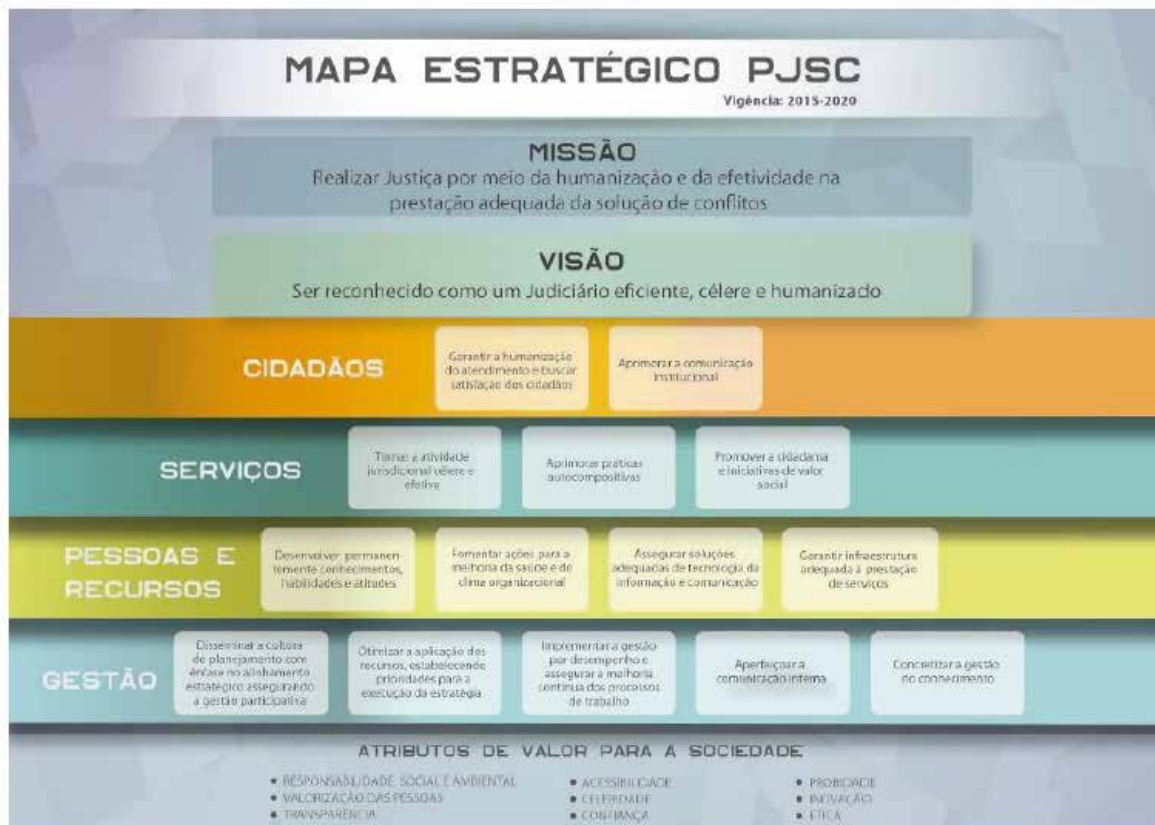 MAPA ESTRATÉGICO PJSC
Vigência: 2015-2020
MISSÃO
Realizar Justiça por meio da humanização e da efetividade na
prestação adequada da solução de conflitos
VISÃO
Ser reconhecido como um Judiciário eficiente, célere e humanizado
CIDADÃOS
Garantir a humanização
do atendimento e buscar
satisfação dos cidadãos
Aprimorar a comunicação
institucional
SERVIÇOS
Tornar a atividade
jurisdicional célere e
efetiva
Aprimorar práticas
autocompositivas
Promover a cidadania
e iniciativas de valor
social
PESSOAS E
RECURSOS
Desenvolver permanen-
temente conhecimentos,
habilidades e atitudes
Fomentar ações para a
melhoria da saúde e do
clima organizacional
Assegurar soluções
adequadas de tecnologia da
informação e comunicação
Garantir infraestrutura
adequada à prestação
de serviços
GESTÃO
Disseminar a cultura
do planejamento com
ênfase no alinhamento
estratégico assegurando
a gestão participativa
Otimizar a aplicação dos
recursos, estabelecendo
prioridades para a
execução da estratégia
Implementar a gestão
por desempenho e
assegurar a melhoria
contínua dos processos
de trabalho
Aperfeiçoar a
comunicação interna
Concretizar a gestão
do conhecimento
ATRIBUTOS DE VALOR PARA A SOCIEDADE
• RESPONSABILIDADE SOCIAL E AMBIENTAL
• VALORIZAÇÃO DAS PESSOAS
• TRANSPARÊNCIA
• ACESSIBILIDADE
• CELERIDADE
• CONFIANÇA
• PROBIDADE
• INOVAÇÃO
• ÉTICA